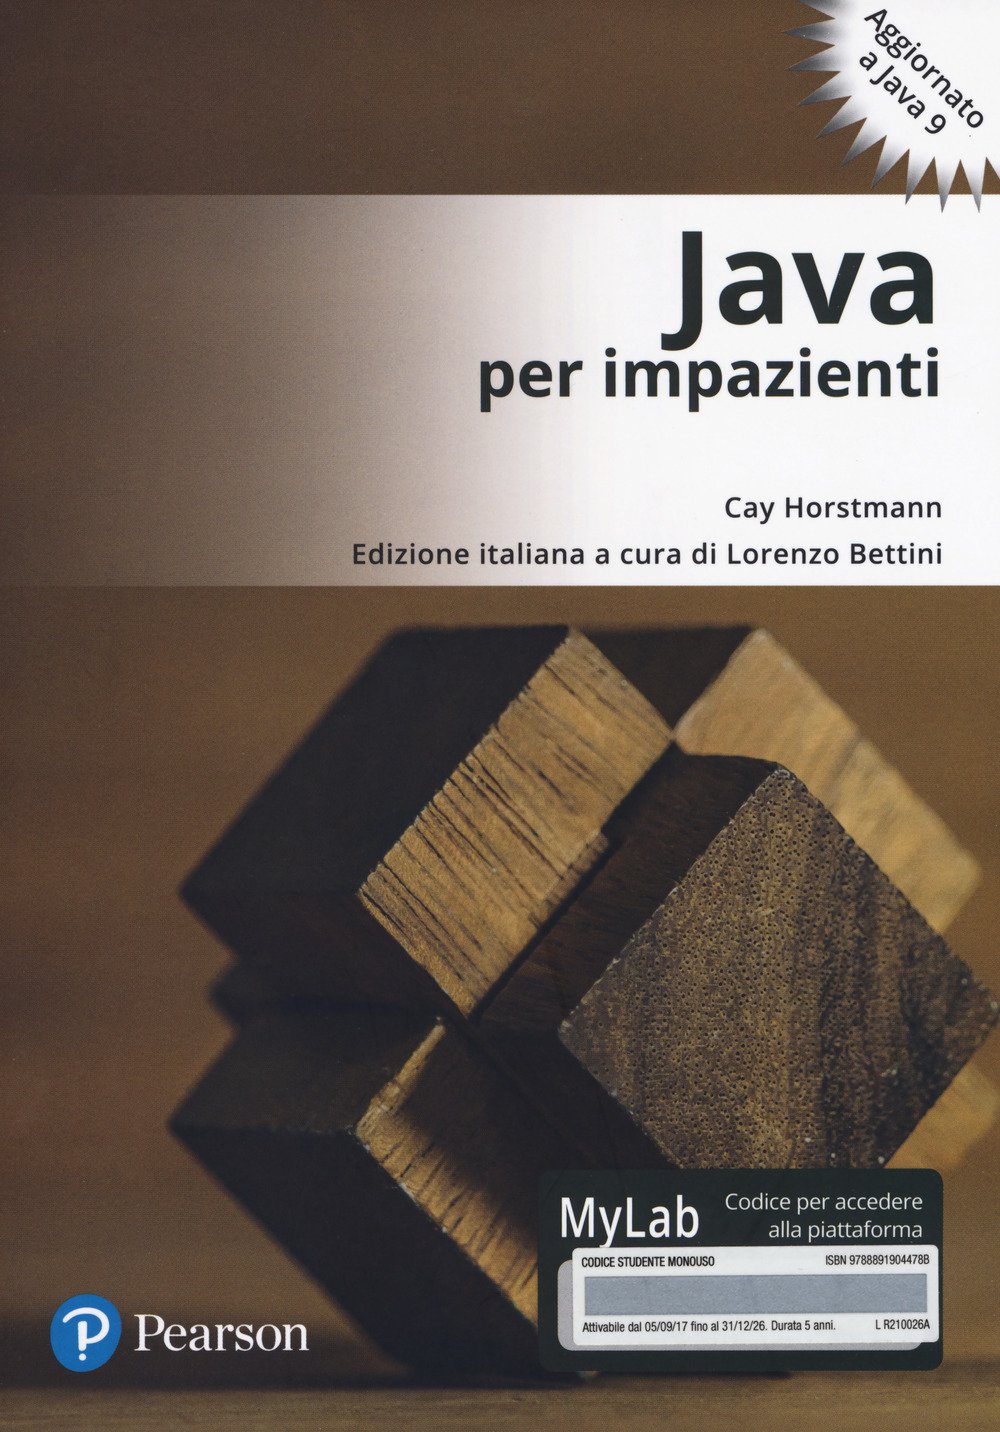 Aggiornato
a Java 9
Java
per impazienti
Cay Horstmann
Edizione italiana a cura di Lorenzo Bettini
MyLab
Codice per accedere
alla piattaforma
CODICE STUDENTE MONOUSO
ISBN 9788891904478B
Attivabile dal 05/09/17 fino al 31/12/26. Durata 5 anni.
L R210026A
Pearson